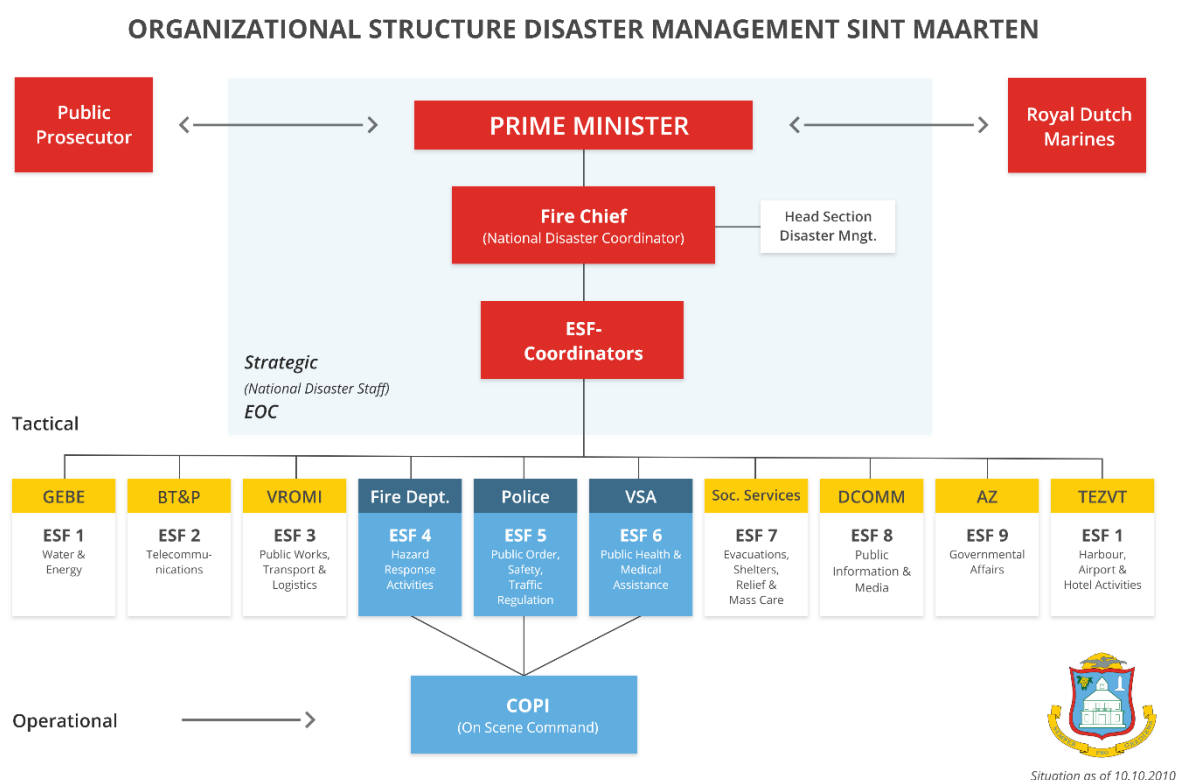 ORGANIZATIONAL STRUCTURE DISASTER MANAGEMENT SINT MAARTEN
Public
Prosecutor
PRIME MINISTER
Royal Dutch
Marines
Fire Chief
(National Disaster Coordinator)
Head Section
Disaster Mngt.
ESF-
Coordinators
Strategic
(National Disaster Staff)
EOC
Tactical
GEBE
ESF 1
Water &
Energy
BT&P
ESF 2
Telecommu-
nications
VROMI
ESF 3
Public Works,
Transport &
Logistics
Fire Dept.
ESF 4
Hazard
Response
Activities
Police
ESF 5
Public Order,
Safety,
Traffic
Regulation
VSA
ESF 6
Public Health &
Medical
Assistance
Soc. Services
ESF 7
Evacuations,
Shelters,
Relief &
Mass Care
DCOMM
ESF 8
Public
Information &
Media
AZ
ESF 9
Governmental
Affairs
TEZVT
ESF 1
Harbour,
Airport &
Hotel Activities
Operational
COPI
(On Scene Command)
SEMPER
PRO
GREDIENS
Situation as of 10.10.2010